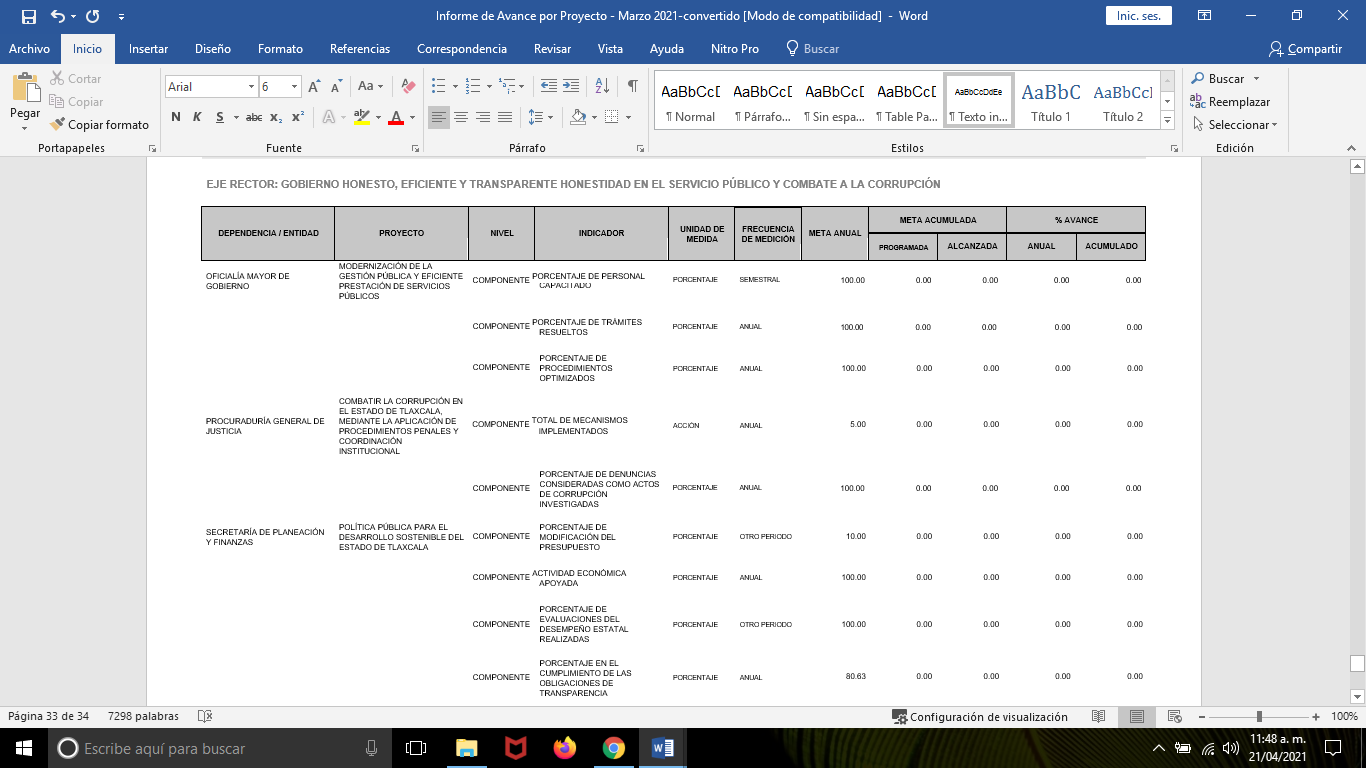 Informe de Avance por Proyecto - Marzo 2021-convertido [Modo de compatibilidad] - Word
Inic. ses.
Archivo Inicio Insertar Diseño Formato Referencias Correspondencia Revisar Vista Ayuda Nitro Pro Buscar Compartir
Pegar
Cortar
Copiar
Copiar formato
Portapapeles
Arial 6
N K S abc x₂ x²
Fuente
Párrafo
AaBbCcD ¶ Normal
AaBbCcD ¶ Párrafo...
AaBbCcD ¶ Sin espa...
AaBbCcD ¶ Table Pa...
AaBbCcDdEe ¶ Texto in...
AaBbC Título 1
AaBbCcI Título 2
Estilos
Buscar
Reemplazar
Seleccionar
Edición
EJE RECTOR: GOBIERNO HONESTO, EFICIENTE Y TRANSPARENTE HONESTIDAD EN EL SERVICIO PÚBLICO Y COMBATE A LA CORRUPCIÓN
DEPENDENCIA / ENTIDAD
PROYECTO
NIVEL
INDICADOR
UNIDAD DE
MEDIDA
FRECUENCIA
DE MEDICIÓN
META ANUAL
META ACUMULADA
PROGRAMADA
ALCANZADA
% AVANCE
ANUAL
ACUMULADO
OFICIALÍA MAYOR DE
GOBIERNO
MODERNIZACIÓN DE LA
GESTIÓN PÚBLICA Y EFICIENTE
PRESTACIÓN DE SERVICIOS
PÚBLICOS
COMPONENTE
PORCENTAJE DE PERSONAL
CAPACITADO
PORCENTAJE SEMESTRAL 100.00 0.00 0.00 0.00 0.00
COMPONENTE
PORCENTAJE DE TRÁMITES
RESUELTOS
PORCENTAJE ANUAL 100.00 0.00 0.00 0.00 0.00
COMPONENTE
PORCENTAJE DE
PROCEDIMIENTOS
OPTIMIZADOS
PORCENTAJE ANUAL 100.00 0.00 0.00 0.00 0.00
PROCURADURÍA GENERAL DE
JUSTICIA
COMBATIR LA CORRUPCIÓN EN
EL ESTADO DE TLAXCALA,
MEDIANTE LA APLICACIÓN DE
PROCEDIMIENTOS PENALES Y
COORDINACIÓN
INSTITUCIONAL
COMPONENTE
TOTAL DE MECANISMOS
IMPLEMENTADOS
ACCIÓN ANUAL 5.00 0.00 0.00 0.00 0.00
COMPONENTE
PORCENTAJE DE DENUNCIAS
CONSIDERADAS COMO ACTOS
DE CORRUPCIÓN
INVESTIGADAS
PORCENTAJE ANUAL 100.00 0.00 0.00 0.00 0.00
SECRETARÍA DE PLANEACIÓN
Y FINANZAS
POLÍTICA PÚBLICA PARA EL
DESARROLLO SOSTENIBLE DEL
ESTADO DE TLAXCALA
COMPONENTE
PORCENTAJE DE
MODIFICACIÓN DEL
PRESUPUESTO
PORCENTAJE OTRO PERIODO 10.00 0.00 0.00 0.00 0.00
COMPONENTE
ACTIVIDAD ECONÓMICA
APOYADA
PORCENTAJE ANUAL 100.00 0.00 0.00 0.00 0.00
COMPONENTE
PORCENTAJE DE
EVALUACIONES DEL
DESEMPEÑO ESTATAL
REALIZADAS
PORCENTAJE OTRO PERIODO 100.00 0.00 0.00 0.00 0.00
COMPONENTE
PORCENTAJE EN EL
CUMPLIMIENTO DE LAS
OBLIGACIONES DE
TRANSPARENCIA
PORCENTAJE ANUAL 80.63 0.00 0.00 0.00 0.00
Página 33 de 34 7298 palabras Configuración de visualización 100%
Escribe aquí para buscar
11:48 a. m.
21/04/2021